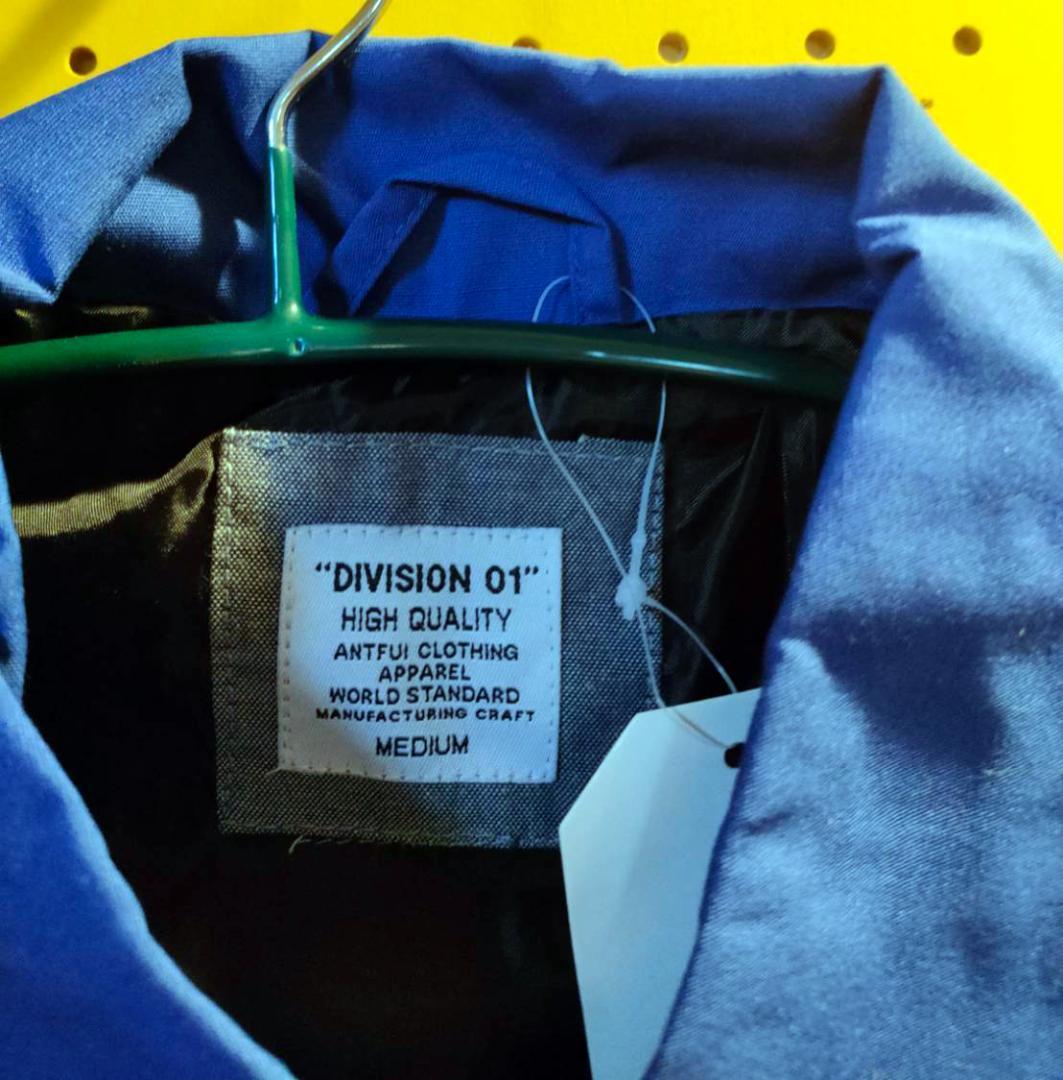 “DIVISION 01”
HIGH QUALITY
ANTFUI CLOTHING
APPAREL
WORLD STANDARD
MANUFACTURING CRAFT
MEDIUM